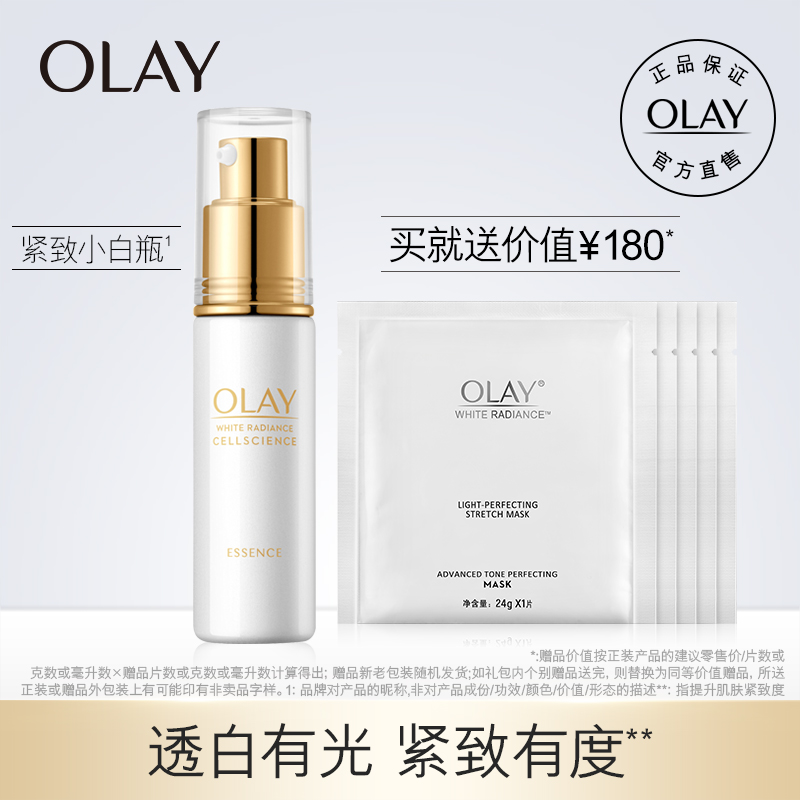 OLAY
正品保证
OLAY
官方直售
紧致小白瓶1
买就送价值¥180*
OLAY
WHITE RADIANCE
CELLSCIENCE
ESSENCE
OLAY®
WHITE RADIANCE™
LIGHT-PERFECTING
STRETCH MASK
ADVANCED TONE PERFECTING
MASK
净含量: 24g X1片
*:赠品价值按正装产品的建议零售价/片数或
克数或毫升数×赠品片数或克数或毫升数计算得出; 赠品新老包装随机发货;如礼包内个别赠品送完, 则替换为同等价值赠品, 所送
正装或赠品外包装上有可能印有非卖品字样。1: 品牌对产品的昵称,非对产品成份/功效/颜色/价值/形态的描述**: 指提升肌肤紧致度
透白有光 紧致有度**